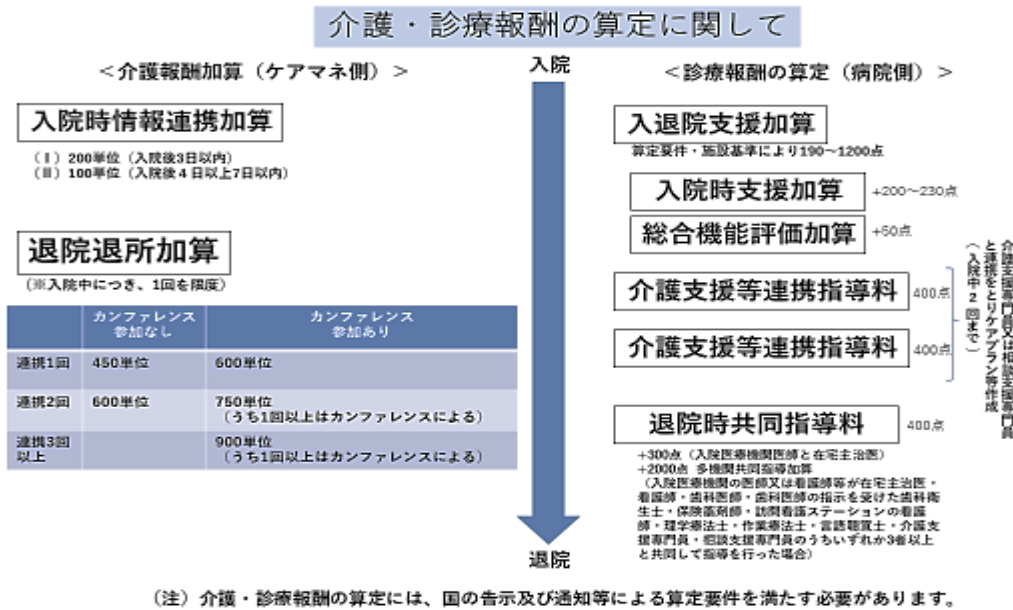 介護・診療報酬の算定に関して
入院
＜介護報酬加算（ケアマネ側）＞
入院時情報連携加算
（Ⅰ）200単位（入院後3日以内）
（Ⅱ）100単位（入院後４日以上7日以内）
退院退所加算
（※入院中につき、1回を限度）
カンファレンス
参加なし
カンファレンス
参加あり
連携1回 450単位 600単位
連携2回 600単位 750単位
（うち1回以上はカンファレンスによる）
連携3回
以上
900単位
（うち1回以上はカンファレンスによる）
＜診療報酬の算定（病院側）＞
入退院支援加算
算定要件・施設基準により190～1200点
入院時支援加算 +200～230点
総合機能評価加算 +50点
介護支援等連携指導料 400点
介護支援等連携指導料 400点
介護支援専門員又は相談支援専門員
と連携をとりケアプラン等作成
（入院中２回まで）
退院時共同指導料 400点
+300点（入院医療機関医師と在宅主治医）
+2000点 多機関共同指導加算
（入院医療機関の医師又は看護師等が在宅主治医・
看護師・歯科医師・歯科医師の指示を受けた歯科衛
生士・保険薬剤師・訪問看護ステーションの看護
師・理学療法士・作業療法士・言語聴覚士・介護支
援専門員・相談支援専門員のうちいずれか3者以上
と共同して指導を行った場合）
退院
（注）介護・診療報酬の算定には、国の告示及び通知等による算定要件を満たす必要があります。